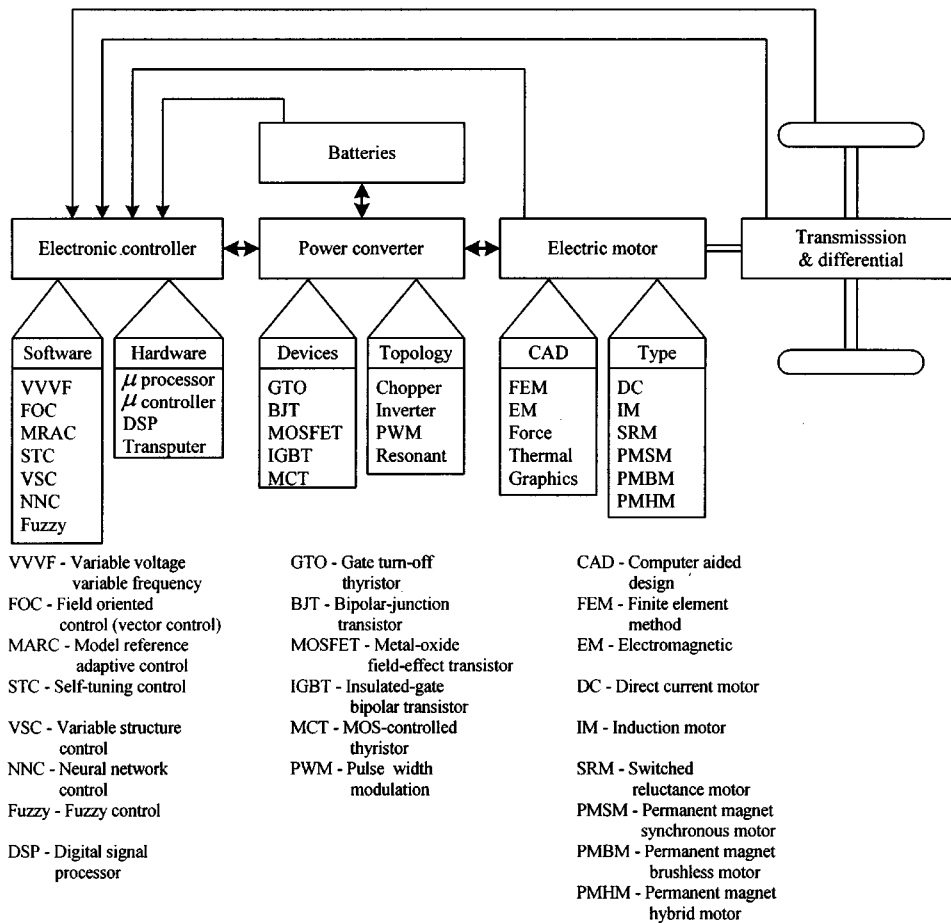 Batteries
Electronic controller
Power converter
Electric motor
Transmisssion
& differential
Software
VVVF
FOC
MRAC
STC
VSC
NNC
Fuzzy
Hardware
μ processor
μ controller
DSP
Transputer
Devices
GTO
BJT
MOSFET
IGBT
MCT
Topology
Chopper
Inverter
PWM
Resonant
CAD
FEM
EM
Force
Thermal
Graphics
Type
DC
IM
SRM
PMSM
PMBM
PMHM
VVVF - Variable voltage
variable frequency
FOC - Field oriented
control (vector control)
MARC - Model reference
adaptive control
STC - Self-tuning control
VSC - Variable structure
control
NNC - Neural network
control
Fuzzy - Fuzzy control
DSP - Digital signal
processor
GTO - Gate turn-off
thyristor
BJT - Bipolar-junction
transistor
MOSFET - Metal-oxide
field-effect transistor
IGBT - Insulated-gate
bipolar transistor
MCT - MOS-controlled
thyristor
PWM - Pulse width
modulation
CAD - Computer aided
design
FEM - Finite element
method
EM - Electromagnetic
DC - Direct current motor
IM - Induction motor
SRM - Switched
reluctance motor
PMSM - Permanent magnet
synchronous motor
PMBM - Permanent magnet
brushless motor
PMHM - Permanent magnet
hybrid motor